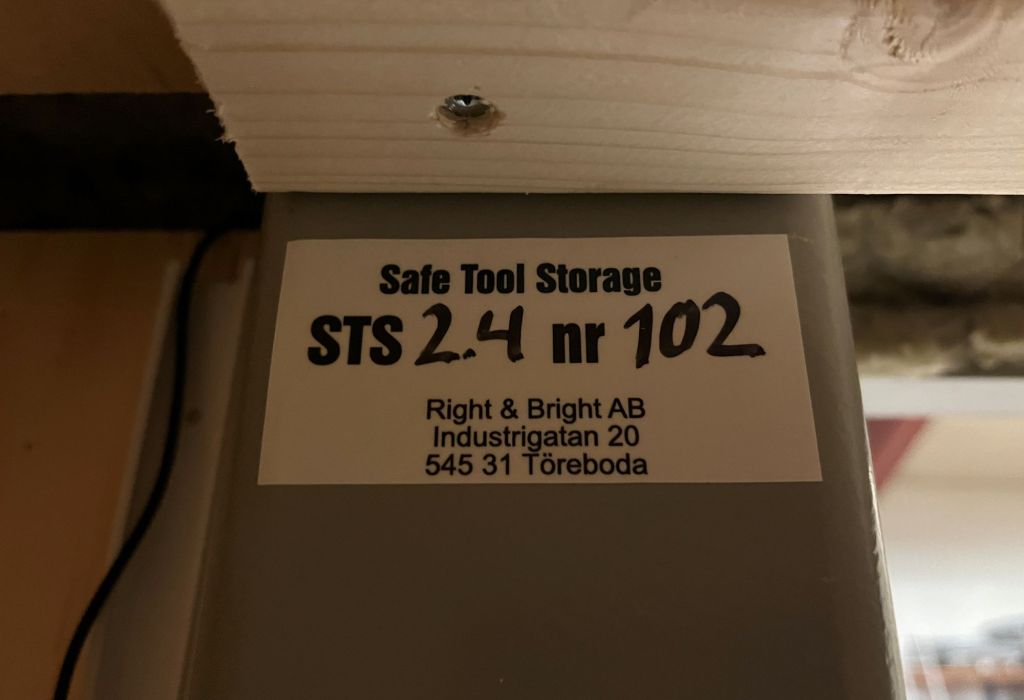 Safe Tool Storage
STS 2.4 nr 102
Right & Bright AB
Industrigatan 20
545 31 Töreboda